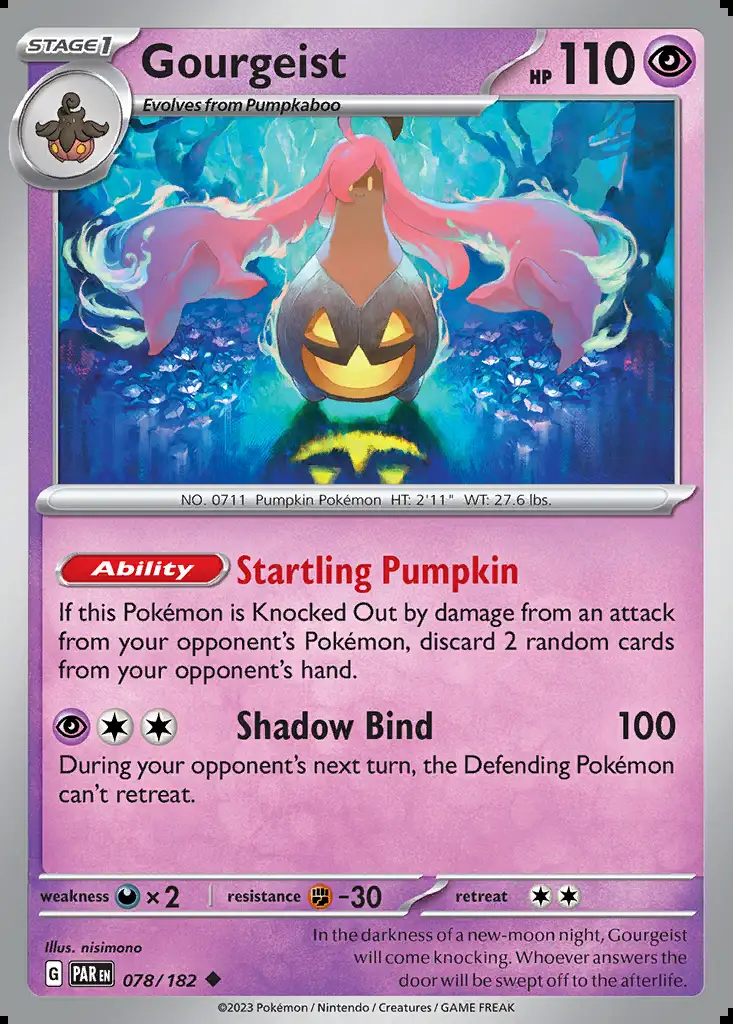 STAGE1
Gourgeist
HP 110
Evolves from Pumpkaboo
NO. 0711 Pumpkin Pokémon HT: 2'11" WT: 27.6 lbs.
Ability Startling Pumpkin
If this Pokémon is Knocked Out by damage from an attack
from your opponent's Pokémon, discard 2 random cards
from your opponent's hand.
Shadow Bind 100
During your opponent's next turn, the Defending Pokémon
can't retreat.
weakness ×2 resistance -30 retreat
Illus. nisimono
In the darkness of a new-moon night, Gourgeist
will come knocking. Whoever answers the
door will be swept off to the afterlife.
G PAR EN 078/182
©2023 Pokémon / Nintendo / Creatures / GAME FREAK